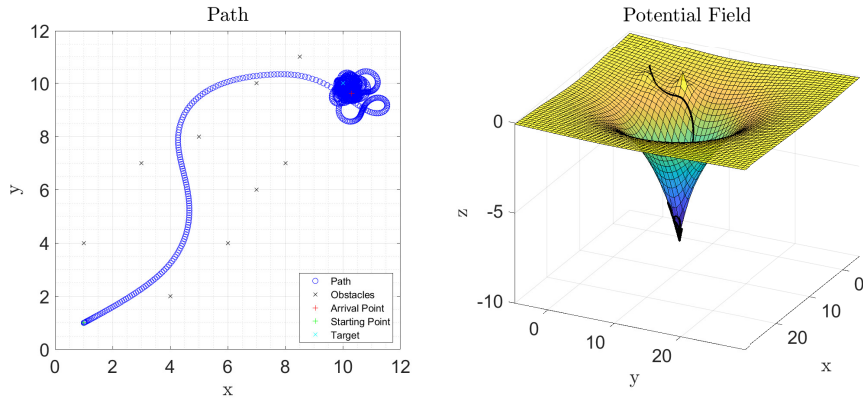 Path
12
10
8
6
4
2
0
y
0
2
4
6
8
10
12
x
Path
Obstacles
Arrival Point
Starting Point
Target
Potential Field
0
-5
-10
z
0
10
20
y
20
10
0
x